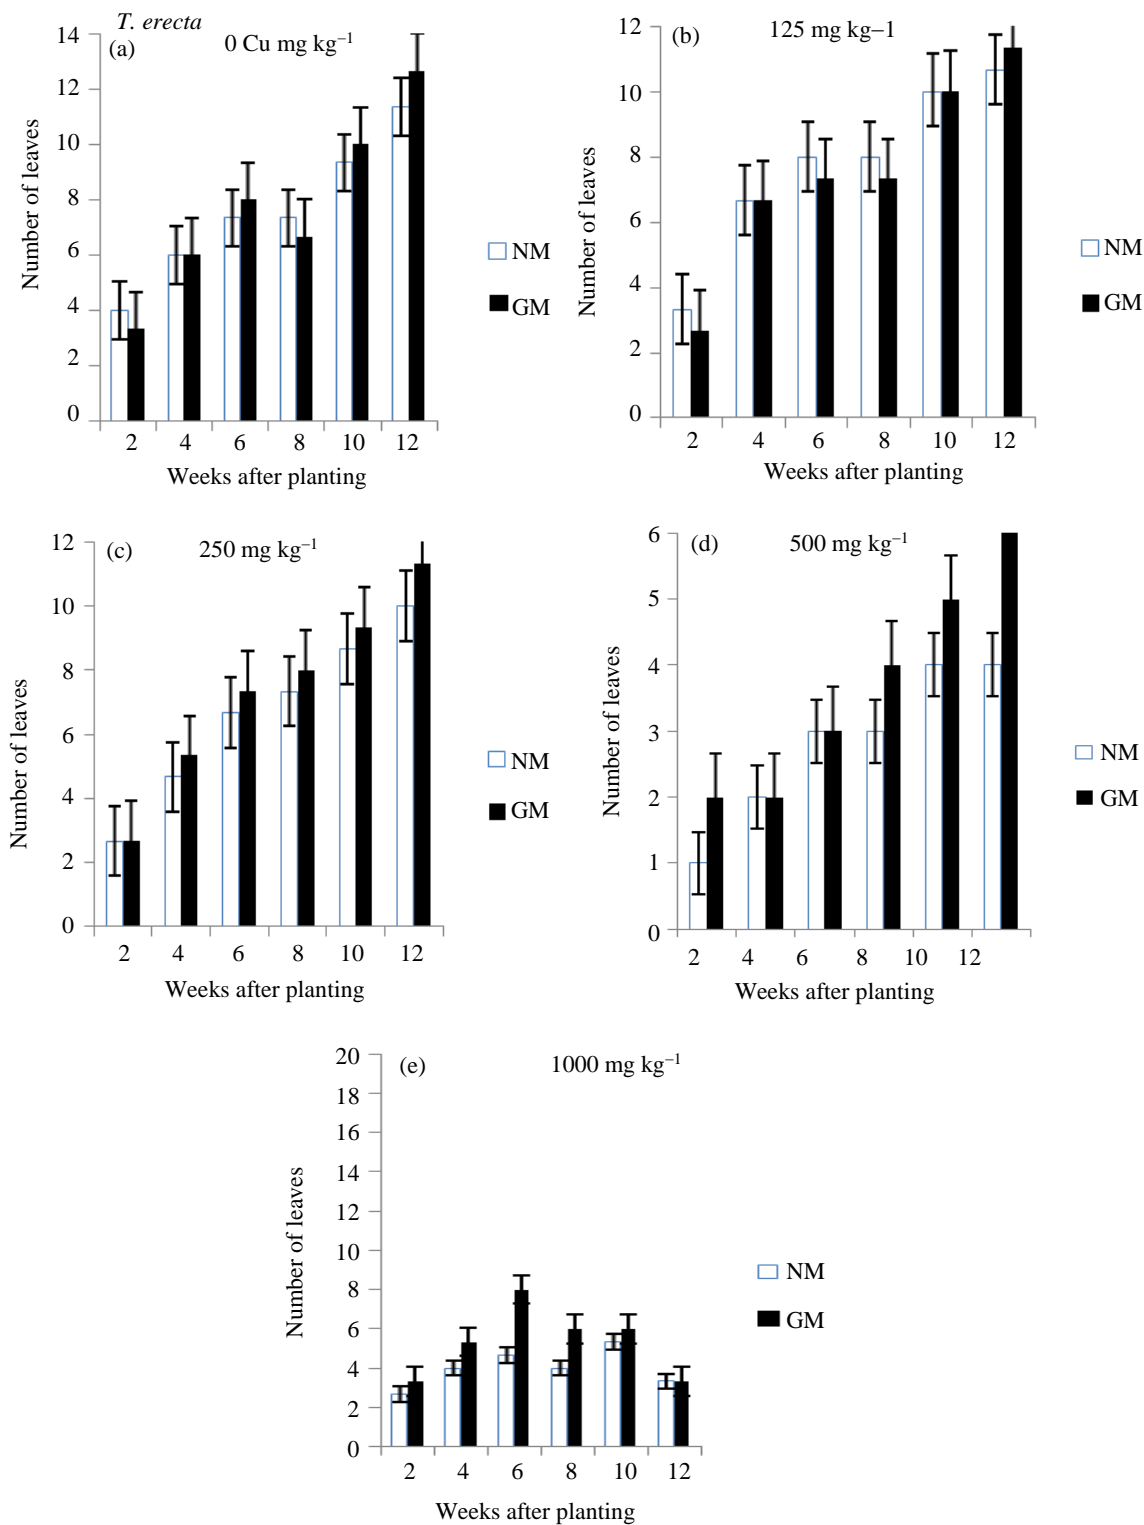 T. erecta
(a)
0 Cu mg kg⁻¹
14
12
10
8
6
4
2
0
Number of leaves
2 4 6 8 10 12
Weeks after planting
NM
GM
(b)
125 mg kg–1
12
10
8
6
4
2
0
Number of leaves
2 4 6 8 10 12
Weeks after planting
NM
GM
(c)
250 mg kg⁻¹
12
10
8
6
4
2
0
Number of leaves
2 4 6 8 10 12
Weeks after planting
NM
GM
(d)
500 mg kg⁻¹
6
5
4
3
2
1
0
Number of leaves
2 4 6 8 10 12
Weeks after planting
NM
GM
(e)
1000 mg kg⁻¹
20
18
16
14
12
10
8
6
4
2
0
Number of leaves
2 4 6 8 10 12
Weeks after planting
NM
GM